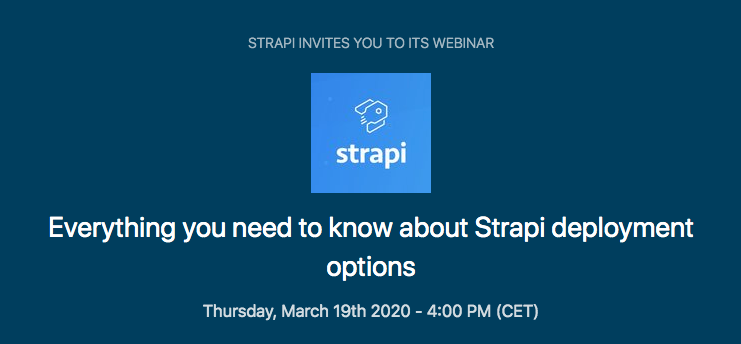 STRAPI INVITES YOU TO ITS WEBINAR
strapi
Everything you need to know about Strapi deployment
options
Thursday, March 19th 2020 - 4:00 PM (CET)